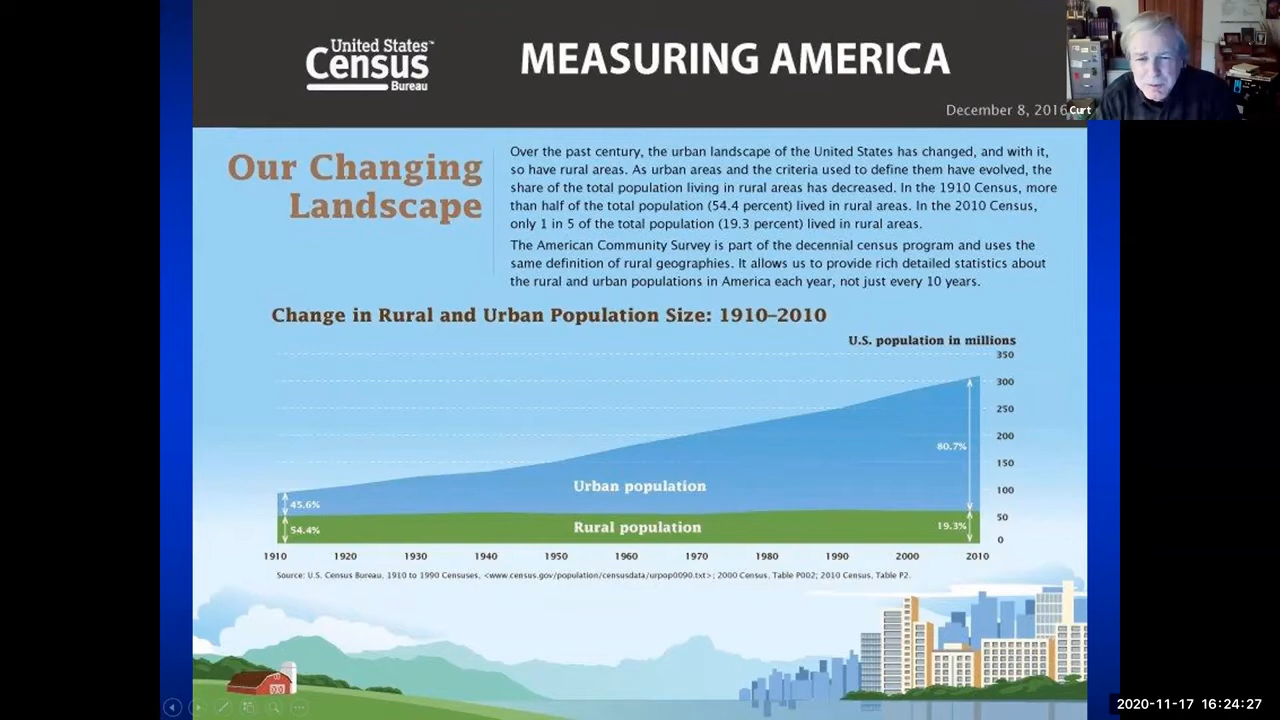 United States™
Census
Bureau
MEASURING AMERICA
December 8, 2016
Curt
Our Changing
Landscape
Over the past century, the urban landscape of the United States has changed, and with it,
so have rural areas. As urban areas and the criteria used to define them have evolved, the
share of the total population living in rural areas has decreased. In the 1910 Census, more
than half of the total population (54.4 percent) lived in rural areas. In the 2010 Census,
only 1 in 5 of the total population (19.3 percent) lived in rural areas.
The American Community Survey is part of the decennial census program and uses the
same definition of rural geographies. It allows us to provide rich detailed statistics about
the rural and urban populations in America each year, not just every 10 years.
Change in Rural and Urban Population Size: 1910–2010
U.S. population in millions
350
300
250
200
150
100
50
0
80.7%
45.6%
Urban population
54.4%
Rural population
19.3%
1910 1920 1930 1940 1950 1960 1970 1980 1990 2000 2010
Source: U.S. Census Bureau, 1910 to 1990 Censuses, <www.census.gov/population/censusdata/urpop0090.txt>; 2000 Census, Table P002; 2010 Census, Table P2.
2020-11-17 16:24:27